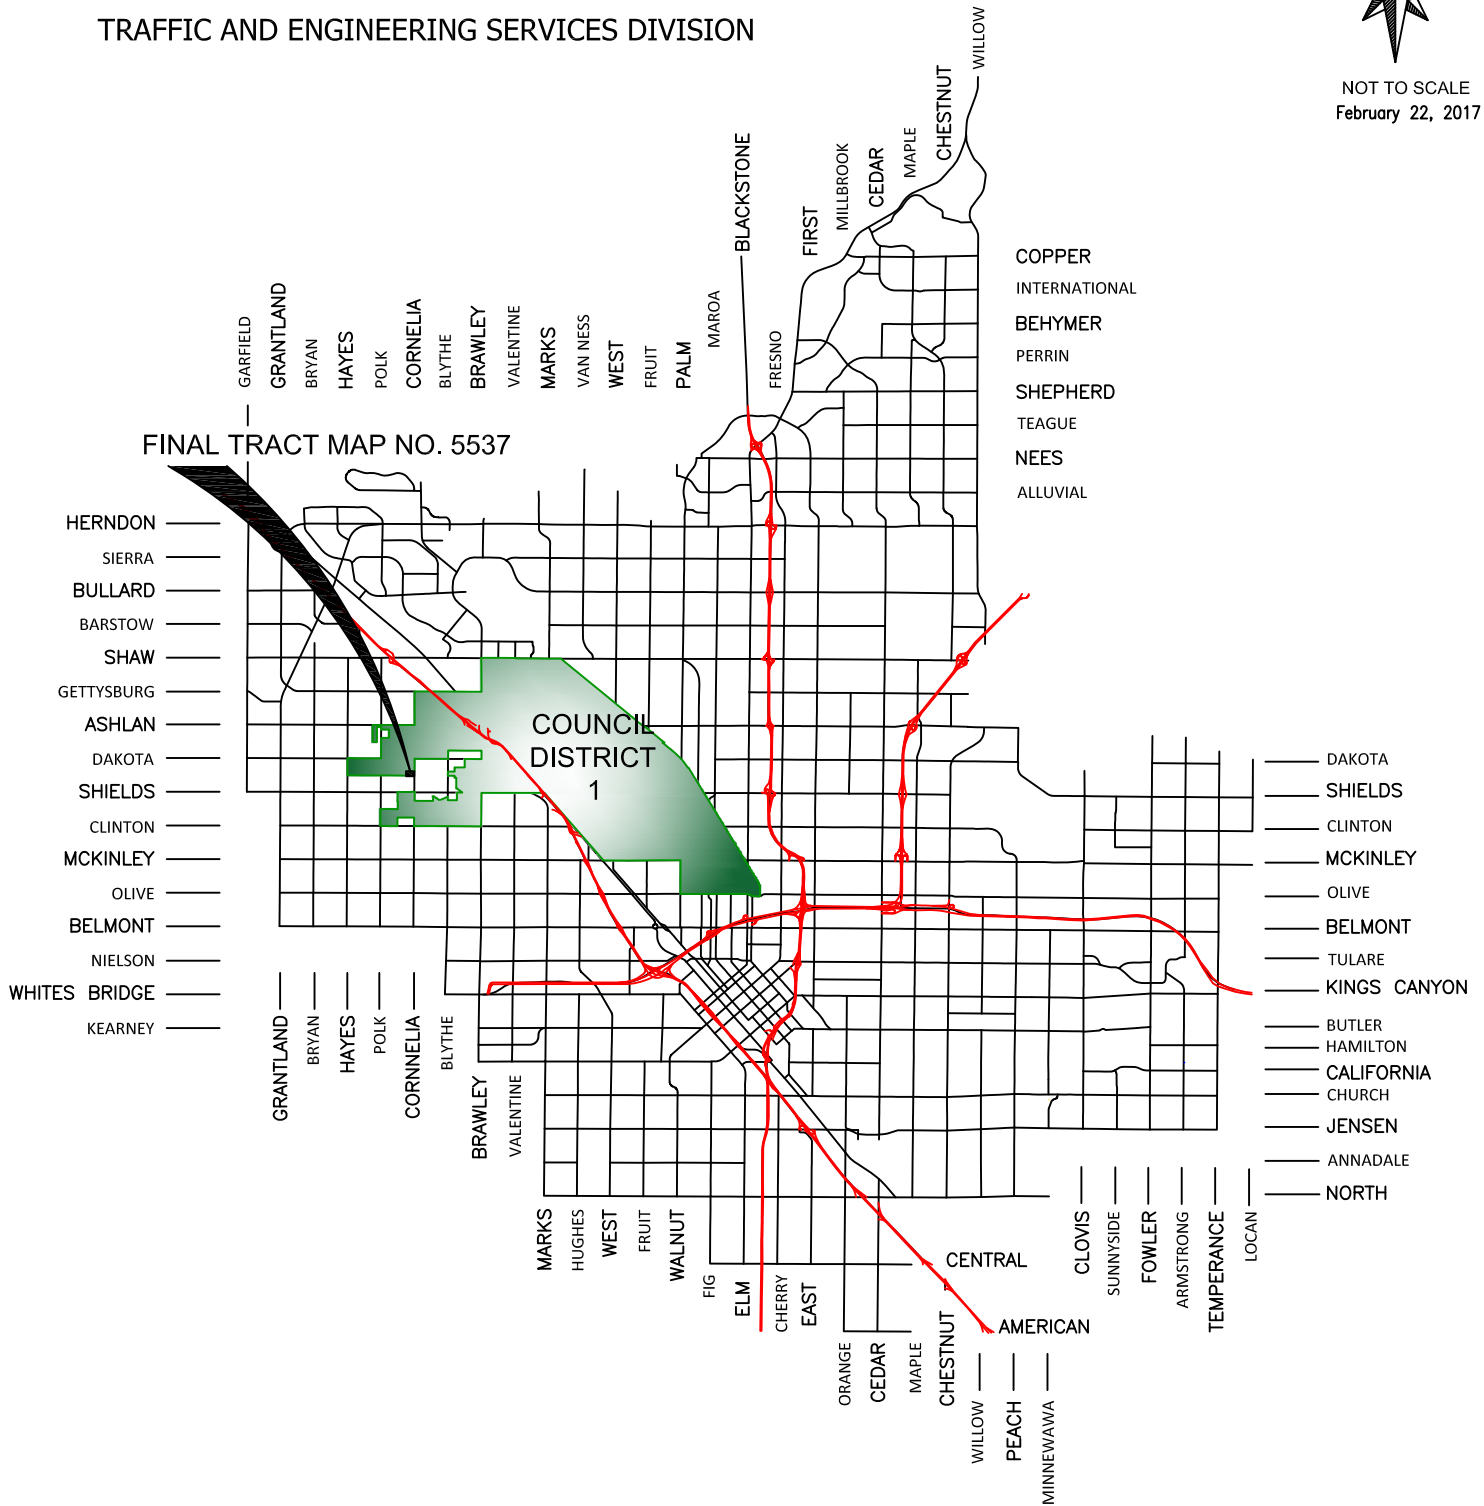 TRAFFIC AND ENGINEERING SERVICES DIVISION
NOT TO SCALE
February 22, 2017
WILLOW
CHESTNUT
MAPLE
CEDAR
MILLBROOK
FIRST
BLACKSTONE
COPPER
INTERNATIONAL
BEHYMER
PERRIN
SHEPHERD
TEAGUE
NEES
ALLUVIAL
GARFIELD
GRANTLAND
BRYAN
HAYES
POLK
CORNELIA
BLYTHE
BRAWLEY
VALENTINE
MARKS
VAN NESS
WEST
FRUIT
PALM
MAROA
FRESNO
FINAL TRACT MAP NO. 5537
HERNDON
SIERRA
BULLARD
BARSTOW
SHAW
GETTYSBURG
ASHLAN
DAKOTA
SHIELDS
CLINTON
MCKINLEY
OLIVE
BELMONT
NIELSON
WHITES BRIDGE
KEARNEY
COUNCIL
DISTRICT
1
DAKOTA
SHIELDS
CLINTON
MCKINLEY
OLIVE
BELMONT
TULARE
KINGS CANYON
BUTLER
HAMILTON
CALIFORNIA
CHURCH
JENSEN
ANNADALE
NORTH
GRANTLAND
BRYAN
HAYES
POLK
CORNNELIA
BLYTHE
BRAWLEY
VALENTINE
MARKS
HUGHES
WEST
FRUIT
WALNUT
FIG
ELM
CHERRY
EAST
ORANGE
CEDAR
MAPLE
CHESTNUT
WILLOW
PEACH
MINNEWAWA
CENTRAL
AMERICAN
CLOVIS
SUNNYSIDE
FOWLER
ARMSTRONG
TEMPERANCE
LOCAN